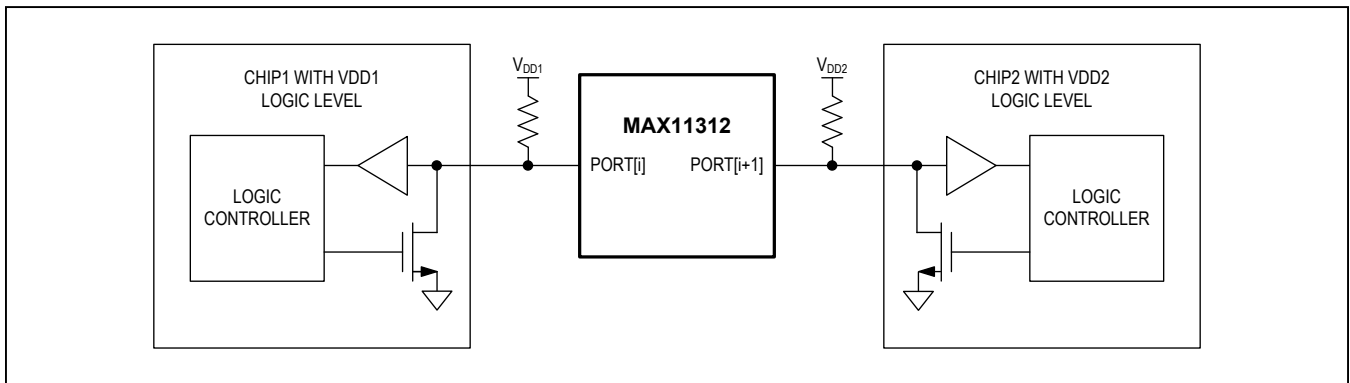 CHIP1 WITH VDD1
LOGIC LEVEL
LOGIC
CONTROLLER
VDD1
MAX11312
PORT[i]
PORT[i+1]
VDD2
CHIP2 WITH VDD2
LOGIC LEVEL
LOGIC
CONTROLLER